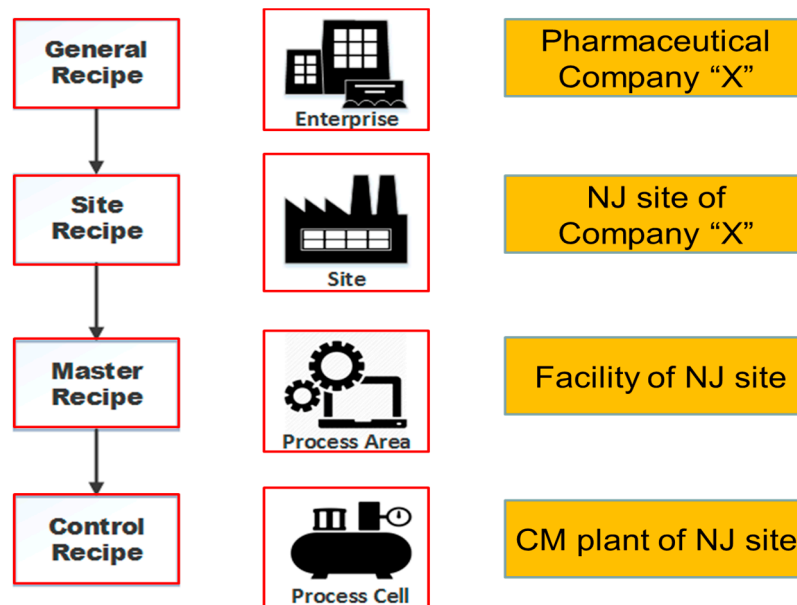 General
Recipe
Enterprise
Pharmaceutical
Company “X”
Site
Recipe
Site
NJ site of
Company “X”
Master
Recipe
Process Area
Facility of NJ site
Control
Recipe
Process Cell
CM plant of NJ site